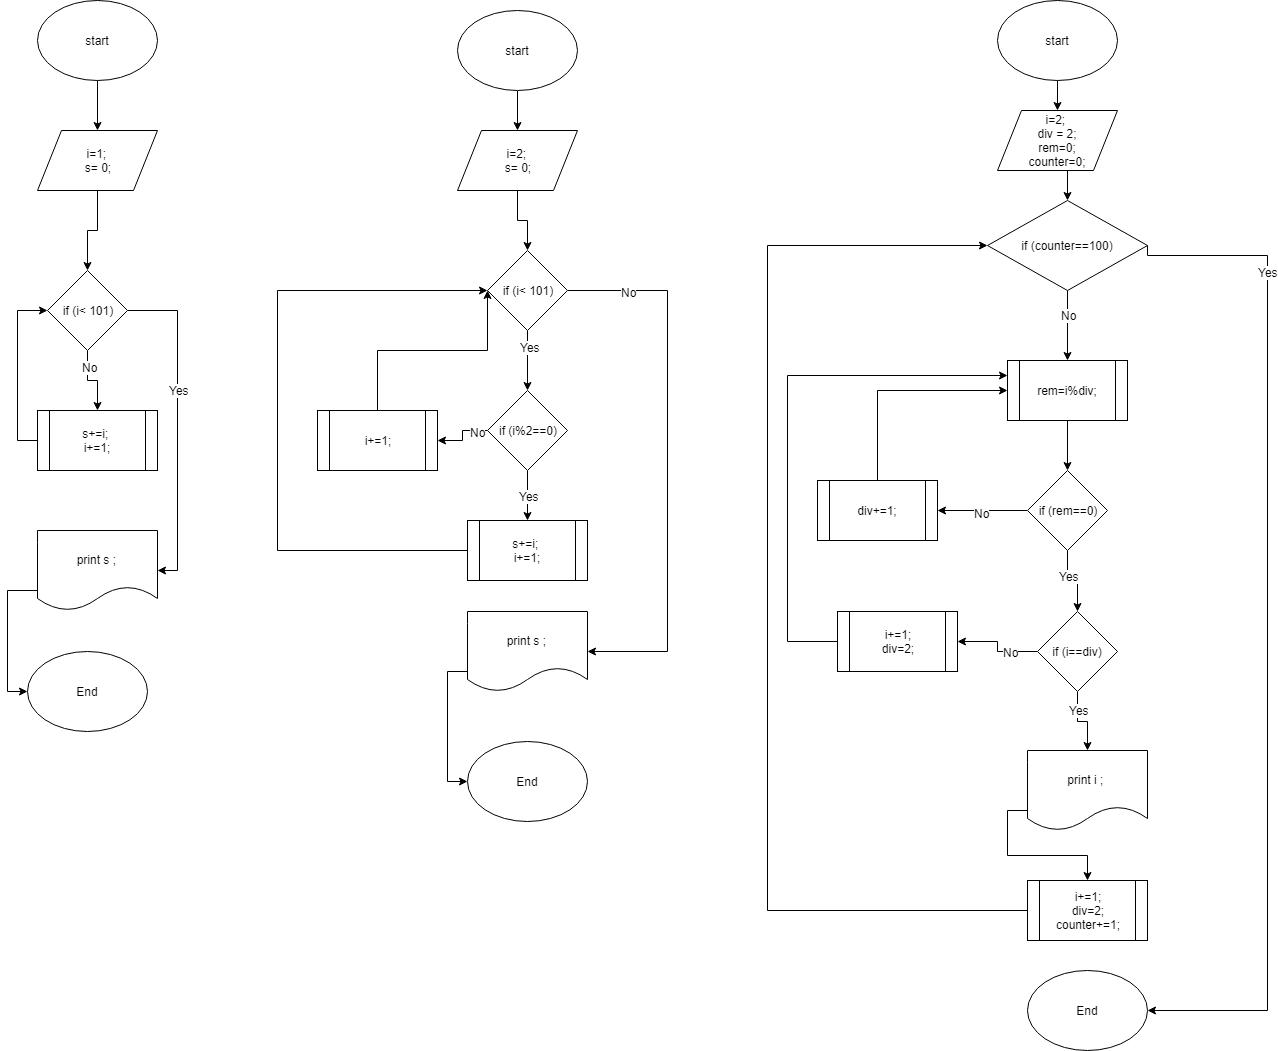 start
i=1;
s= 0;
if (i< 101)
No
Yes
s+=i;
i+=1;
print s ;
End
start
i=2;
s= 0;
if (i< 101)
No
Yes
if (i%2==0)
No
i+=1;
Yes
s+=i;
i+=1;
print s ;
End
start
i=2;
div = 2;
rem=0;
counter=0;
if (counter==100)
Yes
No
rem=i%div;
if (rem==0)
No
div+=1;
Yes
if (i==div)
No
i+=1;
div=2;
Yes
print i ;
i+=1;
div=2;
counter+=1;
End